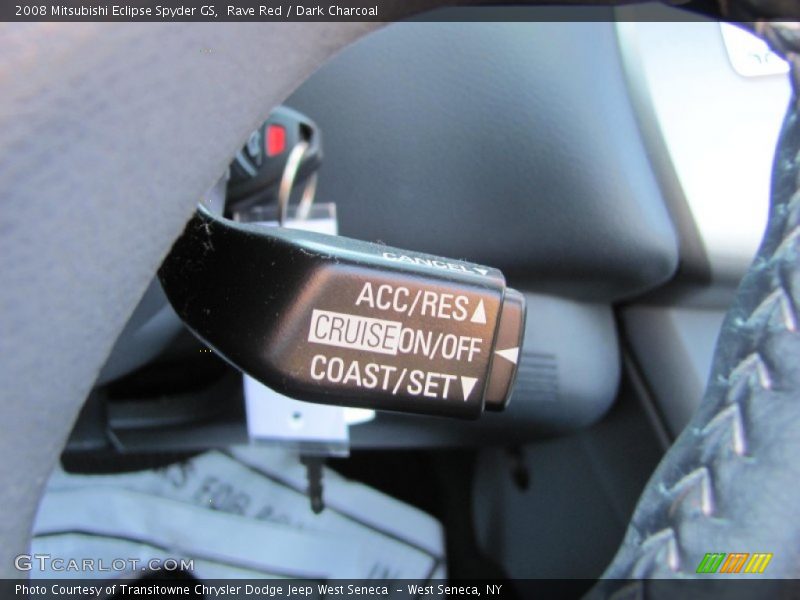 2008 Mitsubishi Eclipse Spyder GS, Rave Red / Dark Charcoal
CANCEL▼
ACC/RES▲
CRUISE ON/OFF ◀
COAST/SET▼
S FOR
GTCARLOT.COM
Photo Courtesy of Transitowne Chrysler Dodge Jeep West Seneca - West Seneca, NY